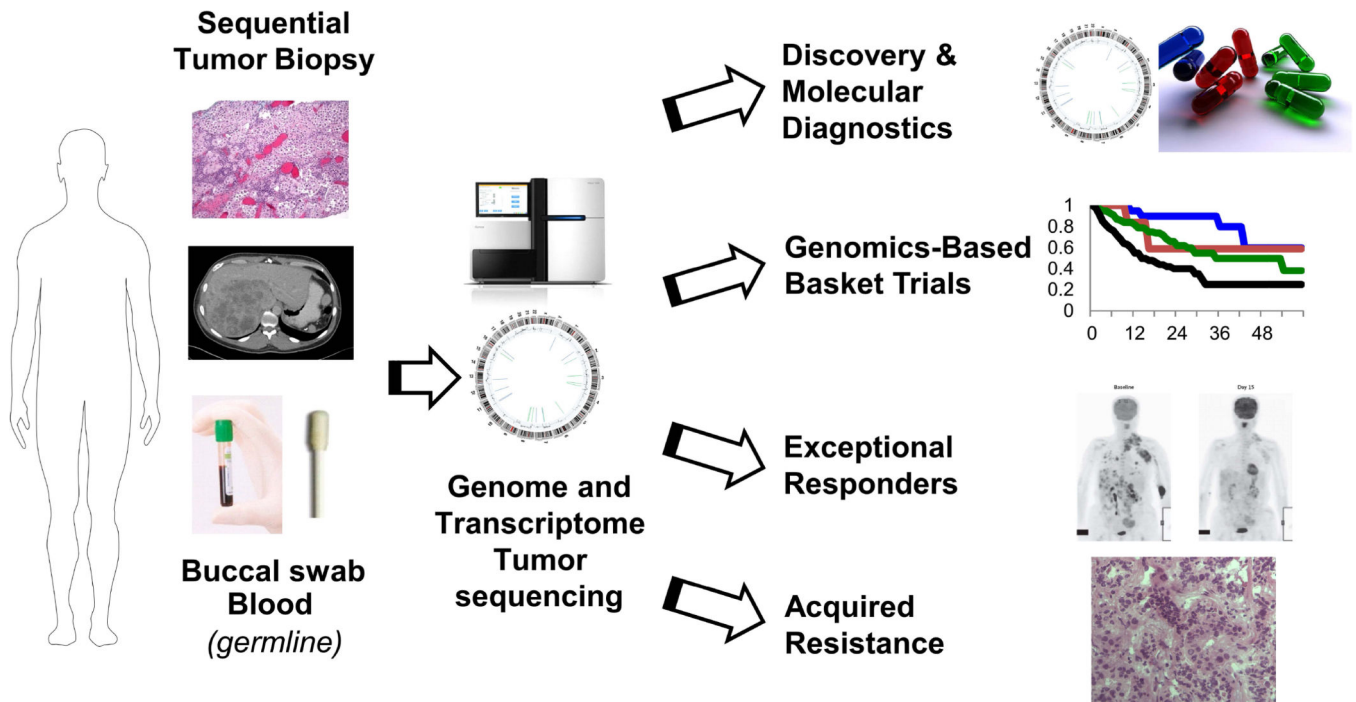 Sequential
Tumor Biopsy
Buccal swab
Blood
(germline)
Genome and
Transcriptome
Tumor
sequencing
Discovery &
Molecular
Diagnostics
Genomics-Based
Basket Trials
1
0.8
0.6
0.4
0.2
0
0 12 24 36 48
Exceptional
Responders
Baseline
Day 15
Acquired
Resistance